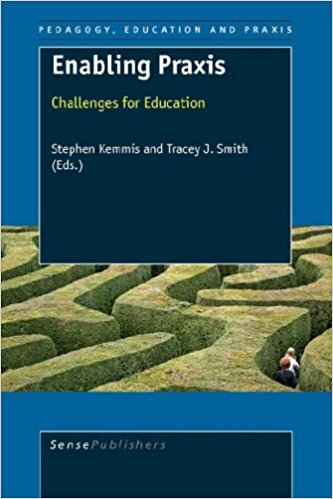 PEDAGOGY, EDUCATION AND PRAXIS
Enabling Praxis
Challenges for Education
Stephen Kemmis and Tracey J. Smith
(Eds.)
SensePublishers